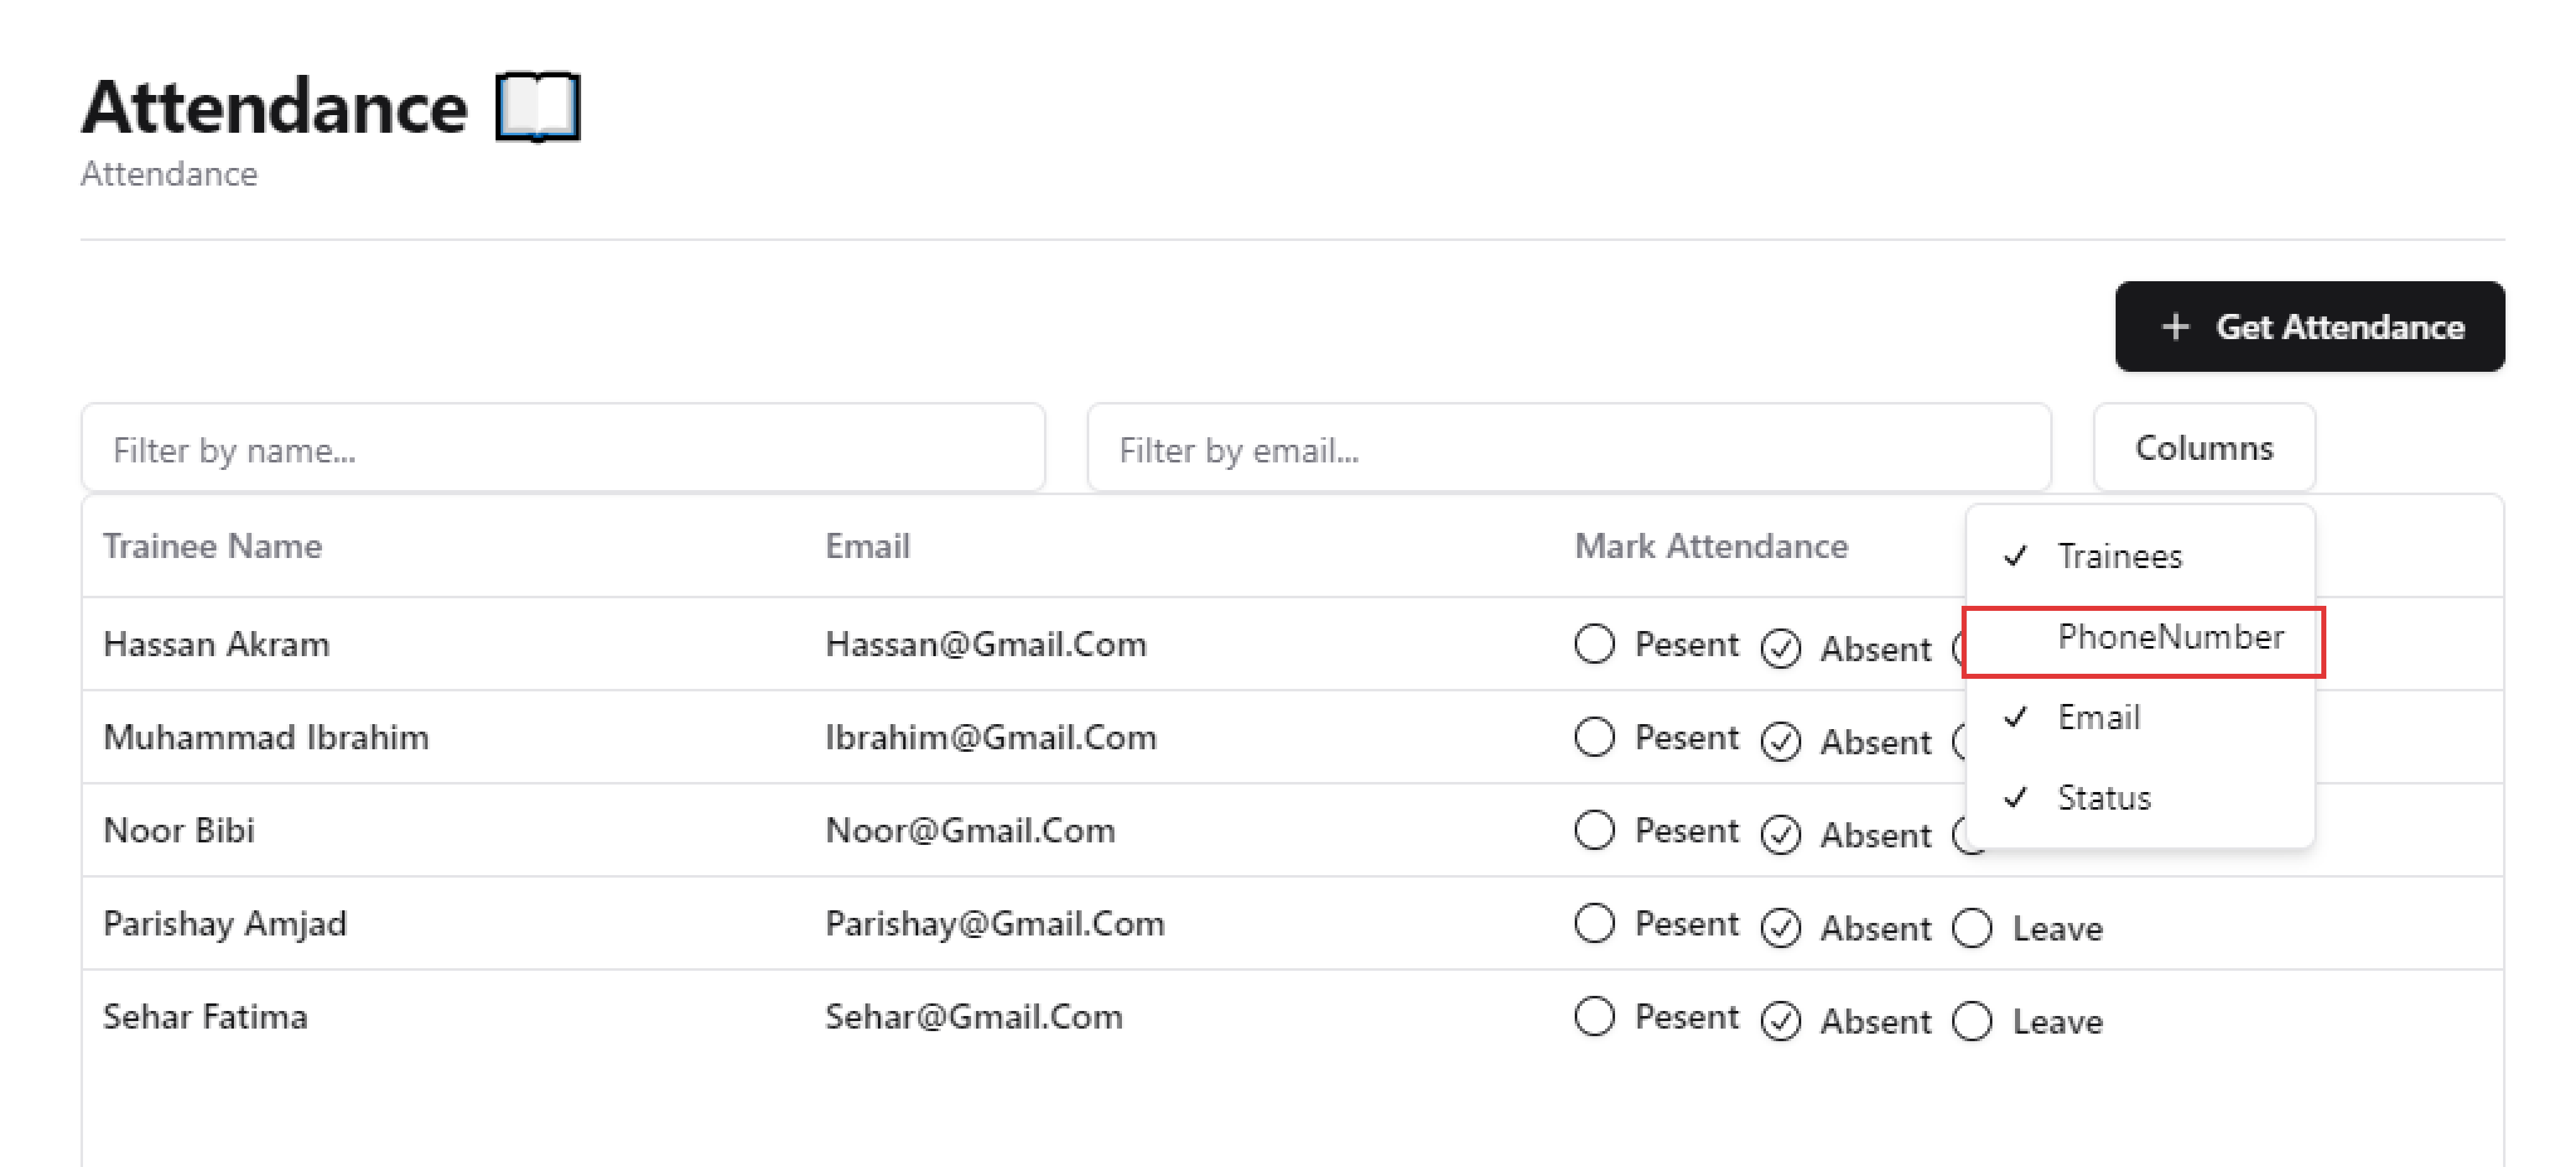 Attendance
Attendance
+ Get Attendance
Filter by name...
Filter by email...
Columns
Trainee Name Email Mark Attendance
Trainees
PhoneNumber
Email
Status
Hassan Akram Hassan@Gmail.Com Pesent Absent
Muhammad Ibrahim Ibrahim@Gmail.Com Pesent Absent
Noor Bibi Noor@Gmail.Com Pesent Absent
Parishay Amjad Parishay@Gmail.Com Pesent Absent Leave
Sehar Fatima Sehar@Gmail.Com Pesent Absent Leave